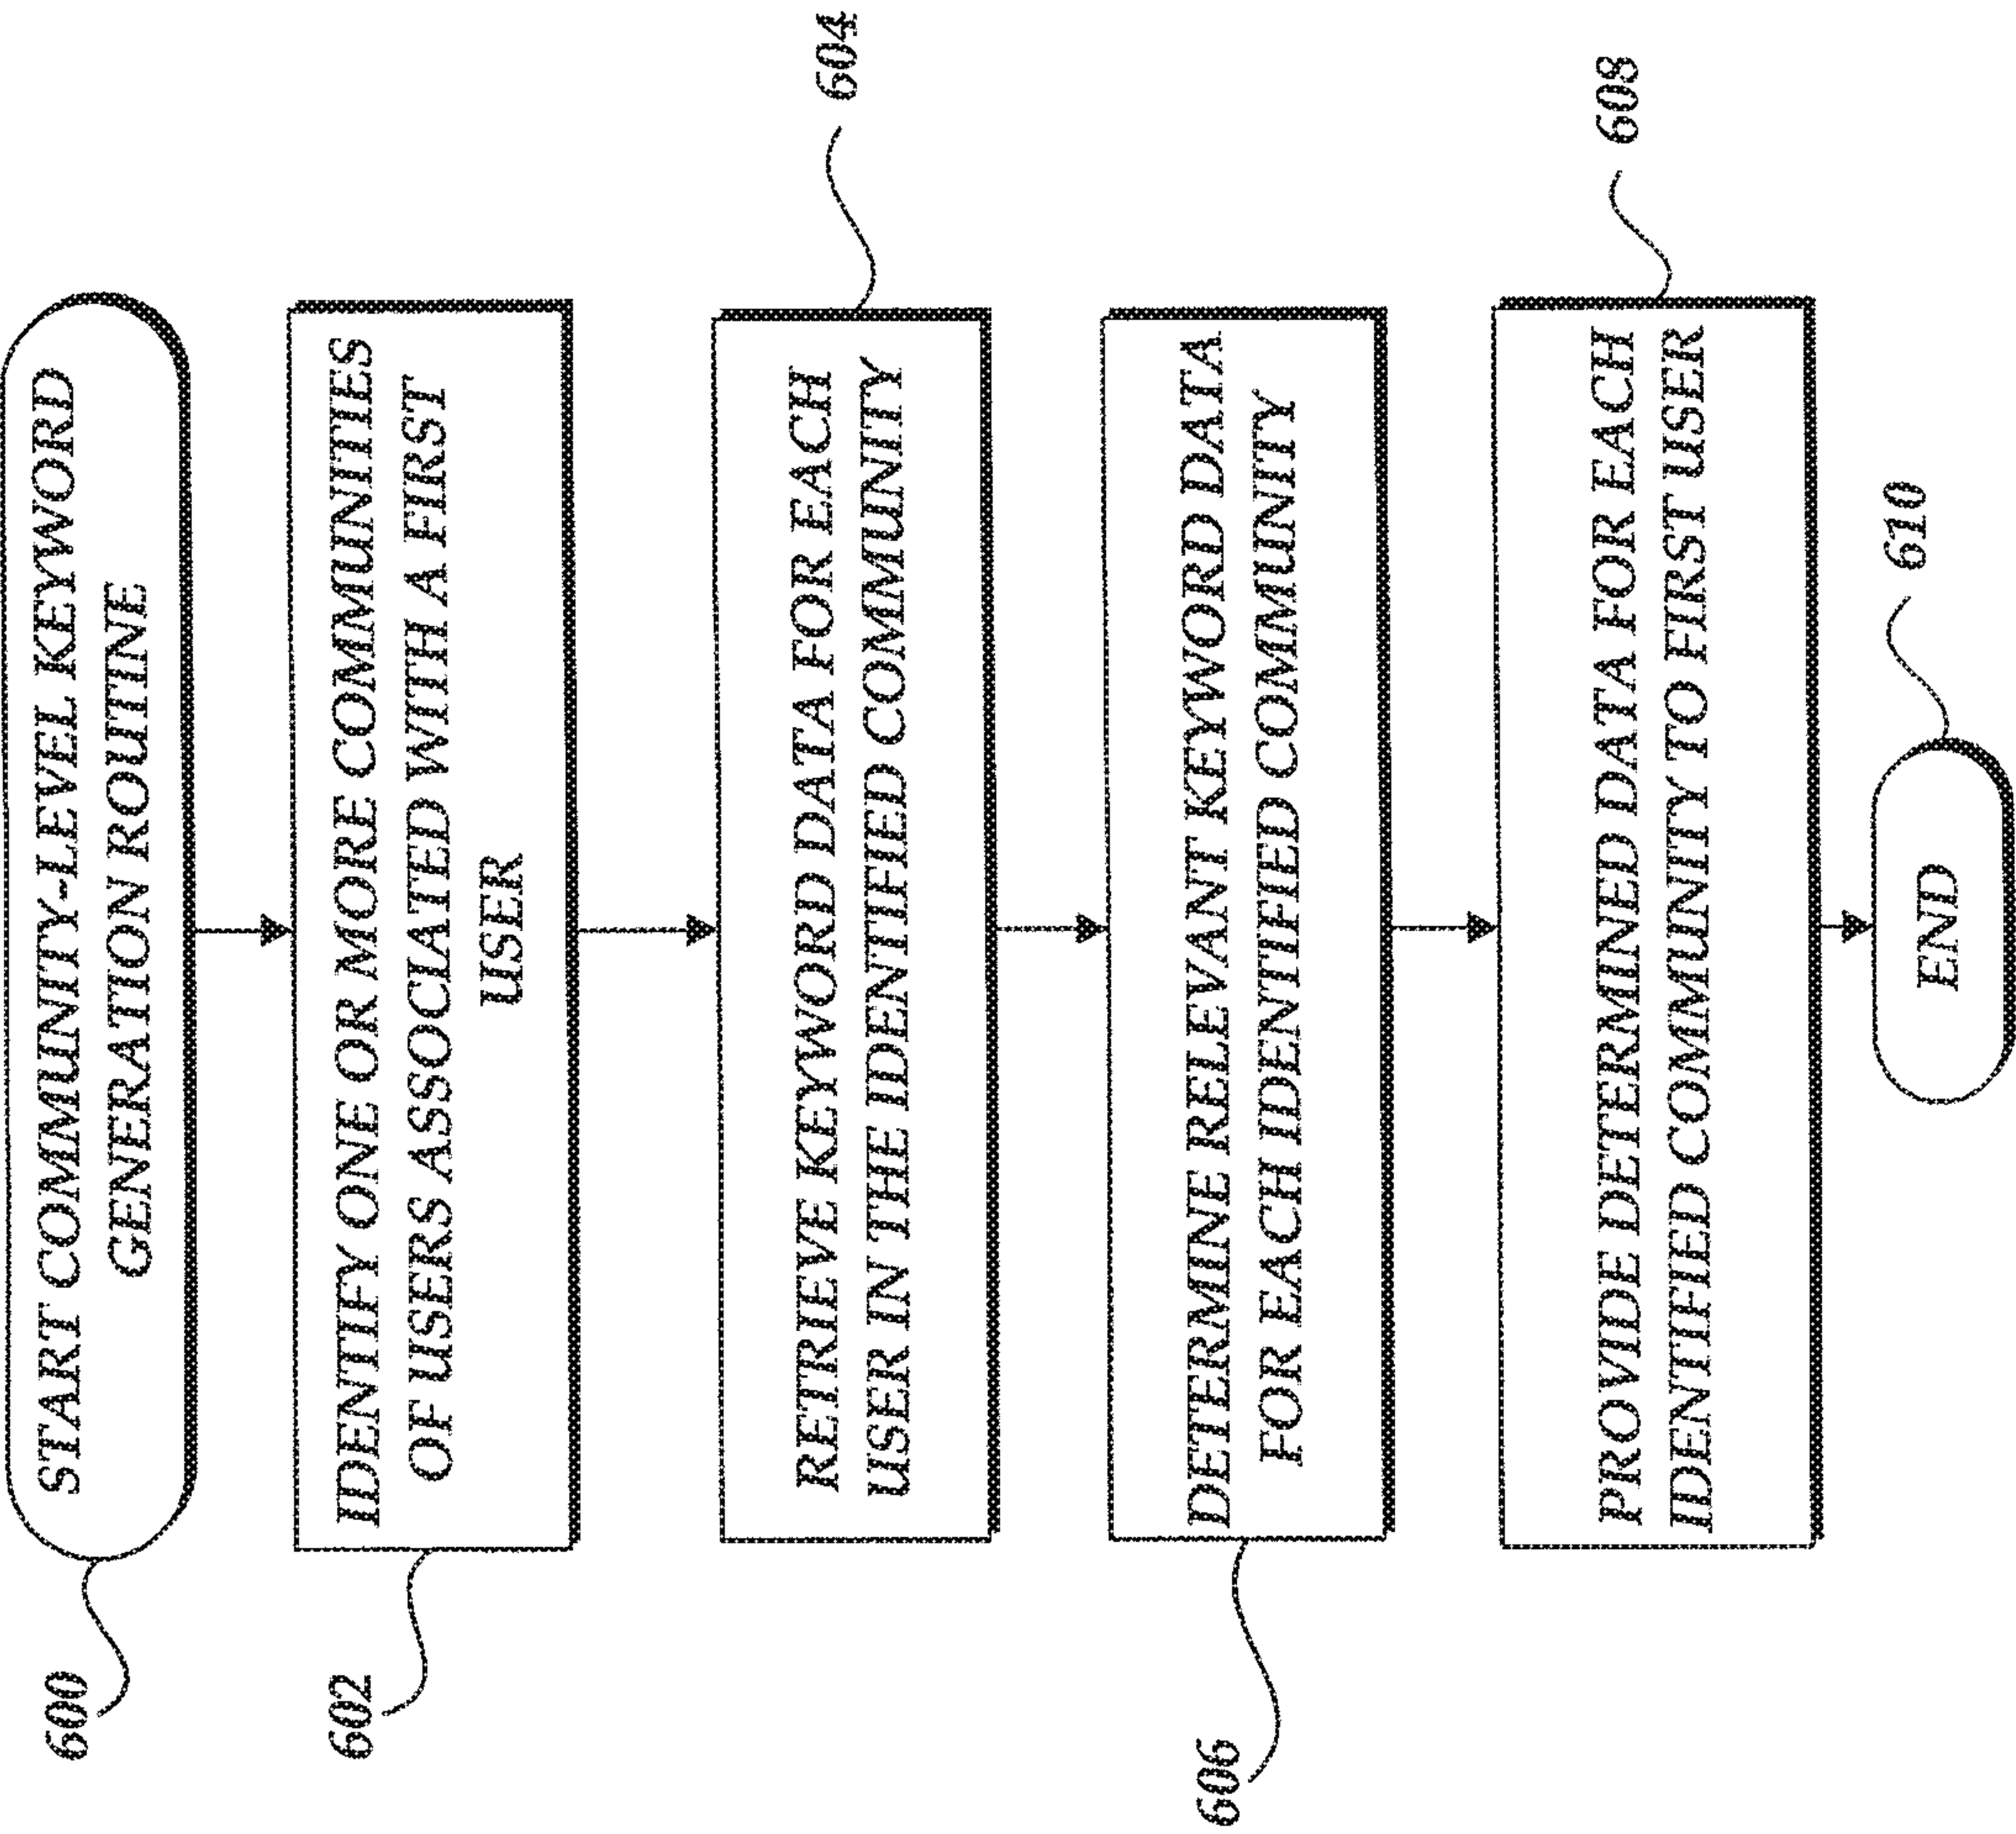 600
START COMMUNITY-LEVEL KEYWORD
GENERATION ROUTINE
602
IDENTIFY ONE OR MORE COMMUNITIES
OF USERS ASSOCIATED WITH A FIRST
USER
604
RETRIEVE KEYWORD DATA FOR EACH
USER IN THE IDENTIFIED COMMUNITY
606
DETERMINE RELEVANT KEYWORD DATA
FOR EACH IDENTIFIED COMMUNITY
608
PROVIDE DETERMINED DATA FOR EACH
IDENTIFIED COMMUNITY TO FIRST USER
610
END